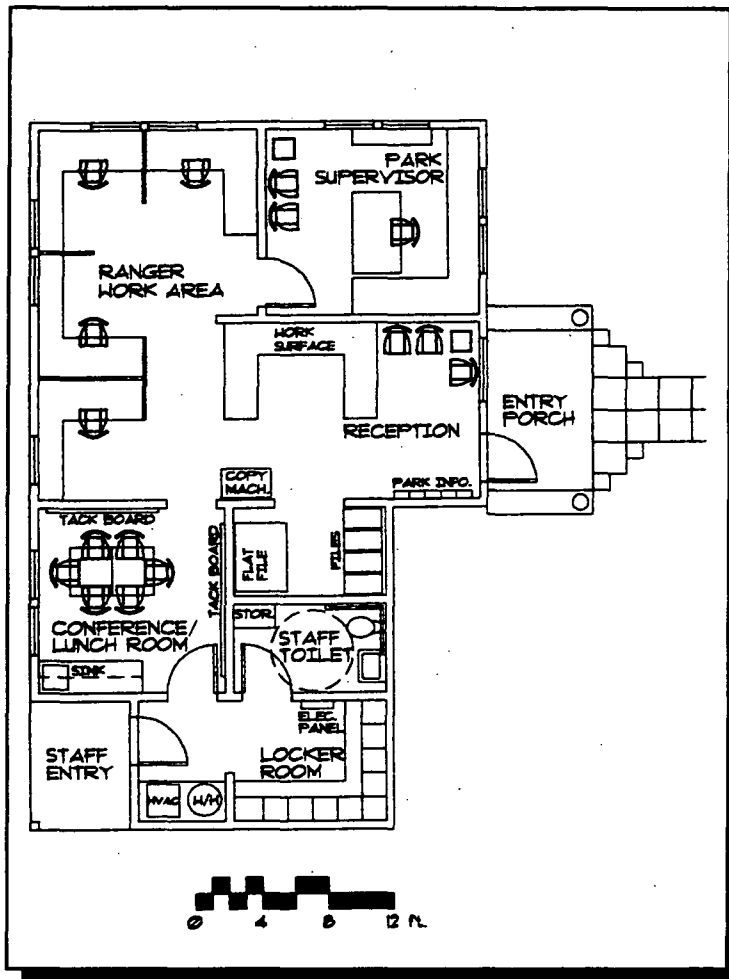 PARK
SUPERVISOR
RANGER
WORK AREA
WORK
SURFACE
ENTRY
PORCH
RECEPTION
COPY
MACH.
PARK INFO.
TACK BOARD
TACK BOARD
FLAT
FILE
FILES
CONFERENCE/
LUNCH ROOM
STOR.
STAFF
TOILET
SINK
ELEC.
PANEL
STAFF
ENTRY
LOCKER
ROOM
HVAC
W/H
0 4 8 12 ft.